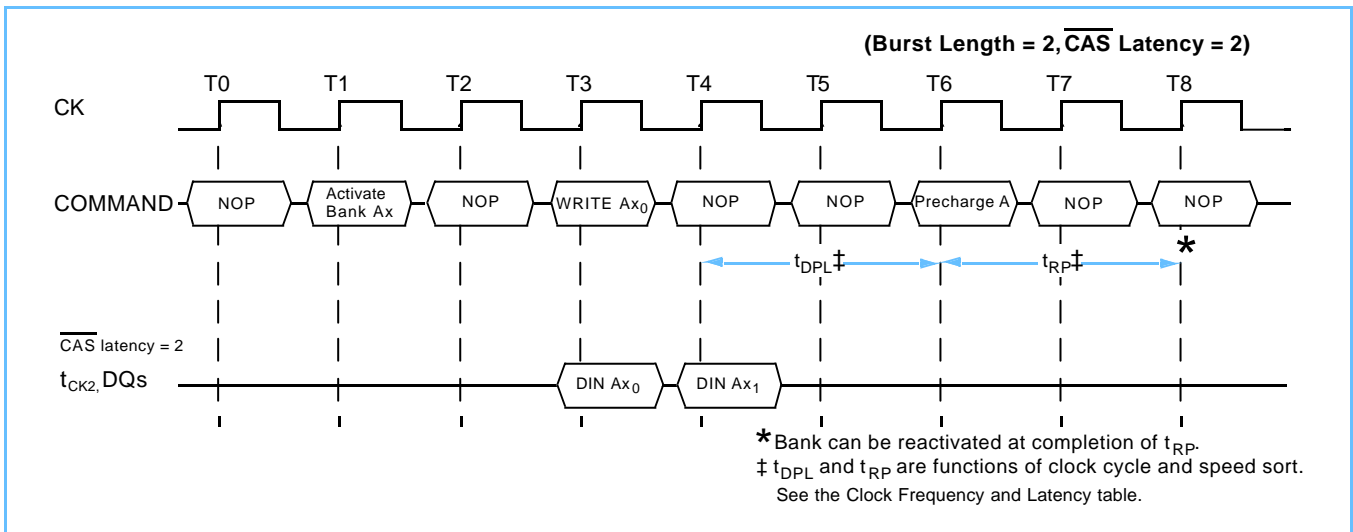 (Burst Length = 2, CAS Latency = 2)
T0 T1 T2 T3 T4 T5 T6 T7 T8
CK
COMMAND NOP Activate Bank Ax NOP WRITE Ax0 NOP NOP Precharge A NOP NOP
*
tDPL‡ tRP‡
CAS latency = 2
tCK2, DQs DIN Ax0 DIN Ax1
* Bank can be reactivated at completion of tRP.
‡ tDPL and tRP are functions of clock cycle and speed sort.
See the Clock Frequency and Latency table.